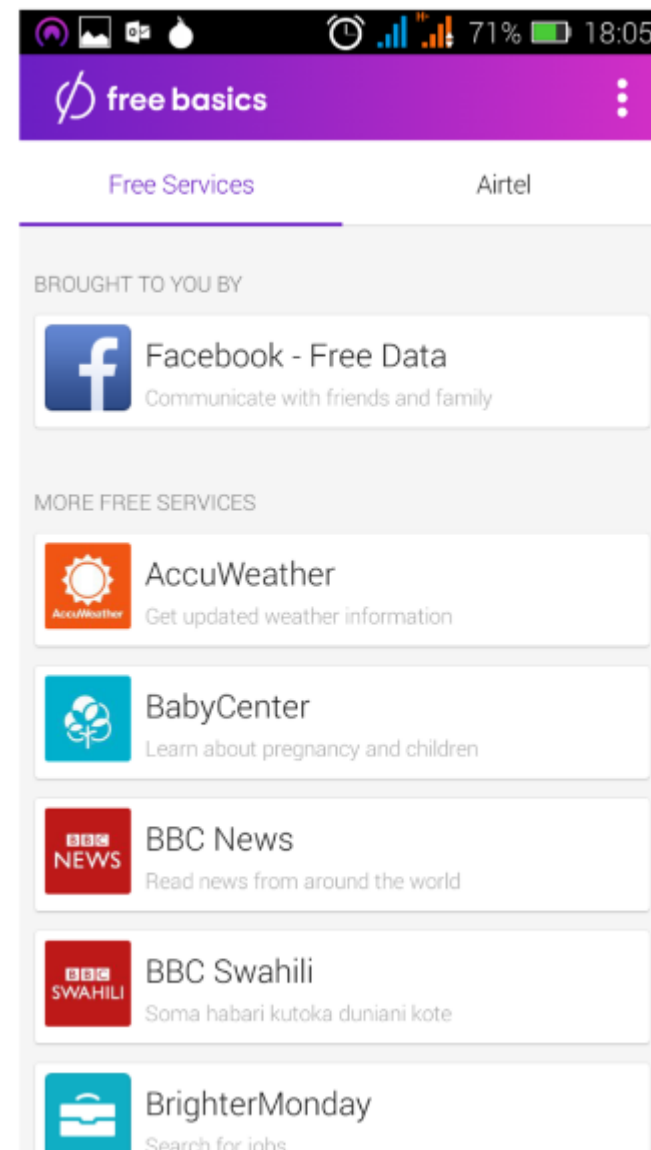 71% 18:05
free basics
Free Services Airtel
BROUGHT TO YOU BY
Facebook - Free Data
Communicate with friends and family
MORE FREE SERVICES
AccuWeather
AccuWeather
Get updated weather information
BabyCenter
Learn about pregnancy and children
BBC
NEWS
BBC News
Read news from around the world
BBC
SWAHILI
BBC Swahili
Soma habari kutoka duniani kote
BrighterMonday
Search for jobs